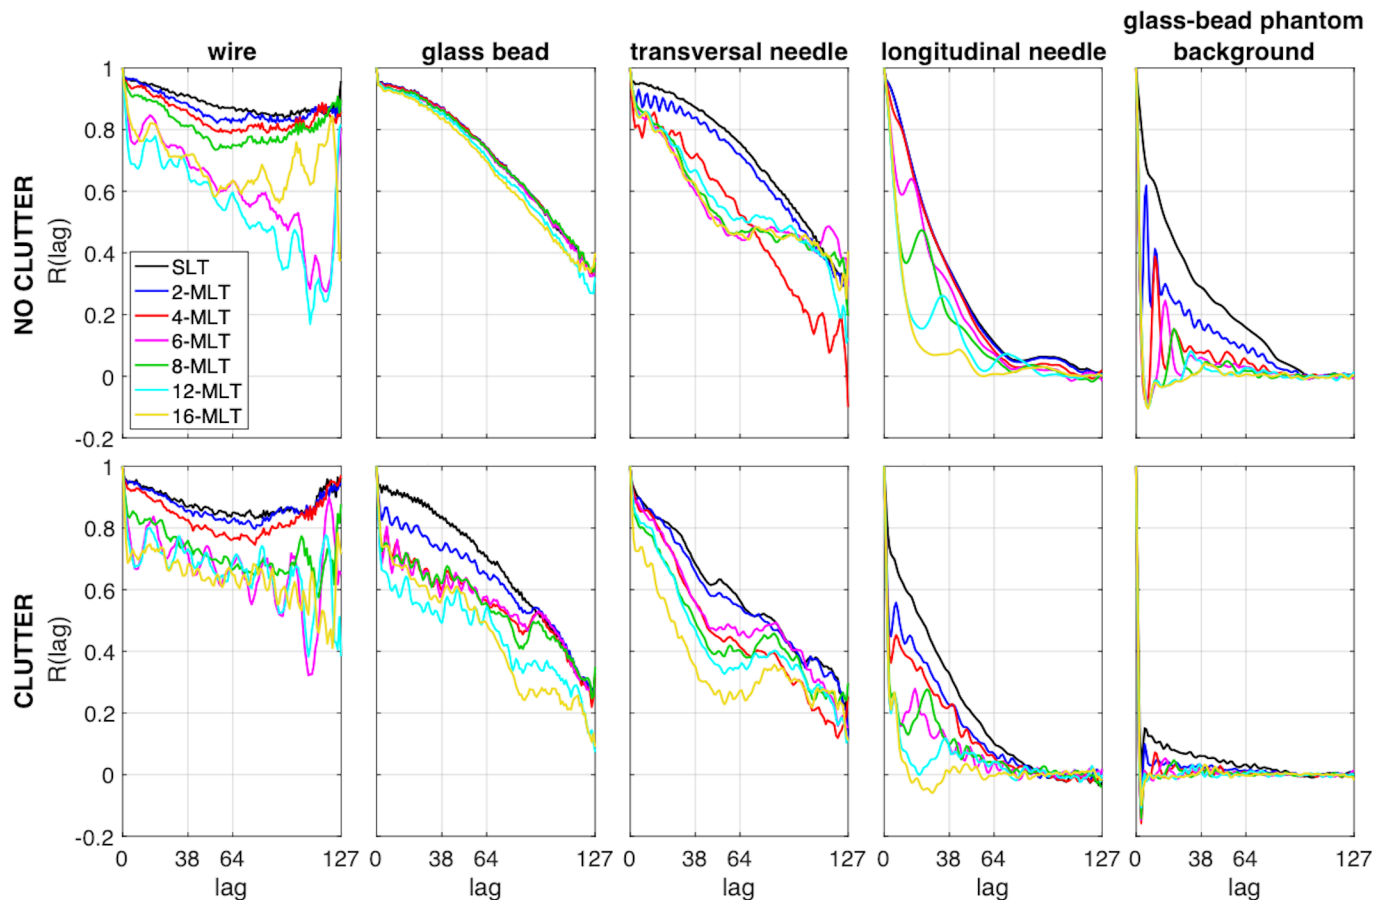 glass-bead phantom
wire glass bead transversal needle longitudinal needle background
NO CLUTTER
R(lag)
1
0.8
0.6
0.4
0.2
0
-0.2
SLT
2-MLT
4-MLT
6-MLT
8-MLT
12-MLT
16-MLT
CLUTTER
R(lag)
1
0.8
0.6
0.4
0.2
0
-0.2
0 38 64 127 0 38 64 127 0 38 64 127 0 38 64 127 0 38 64 127
lag lag lag lag lag